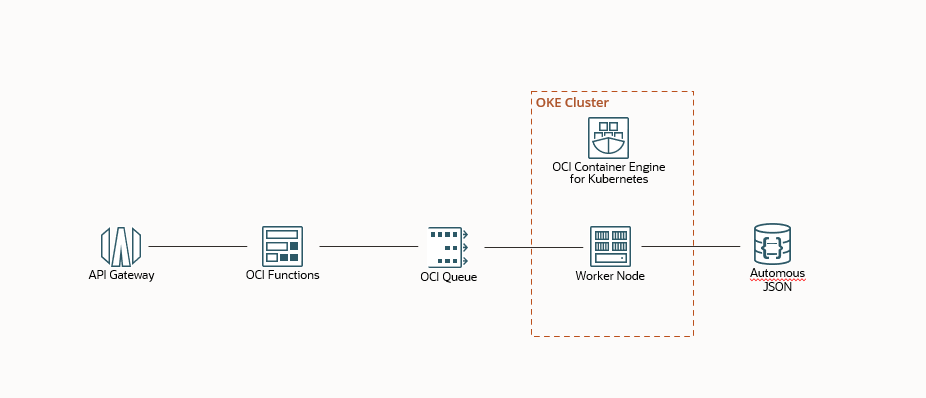 OKE Cluster
OCI Container Engine
for Kubernetes
API Gateway
OCI Functions
OCI Queue
Worker Node
Automous
JSON